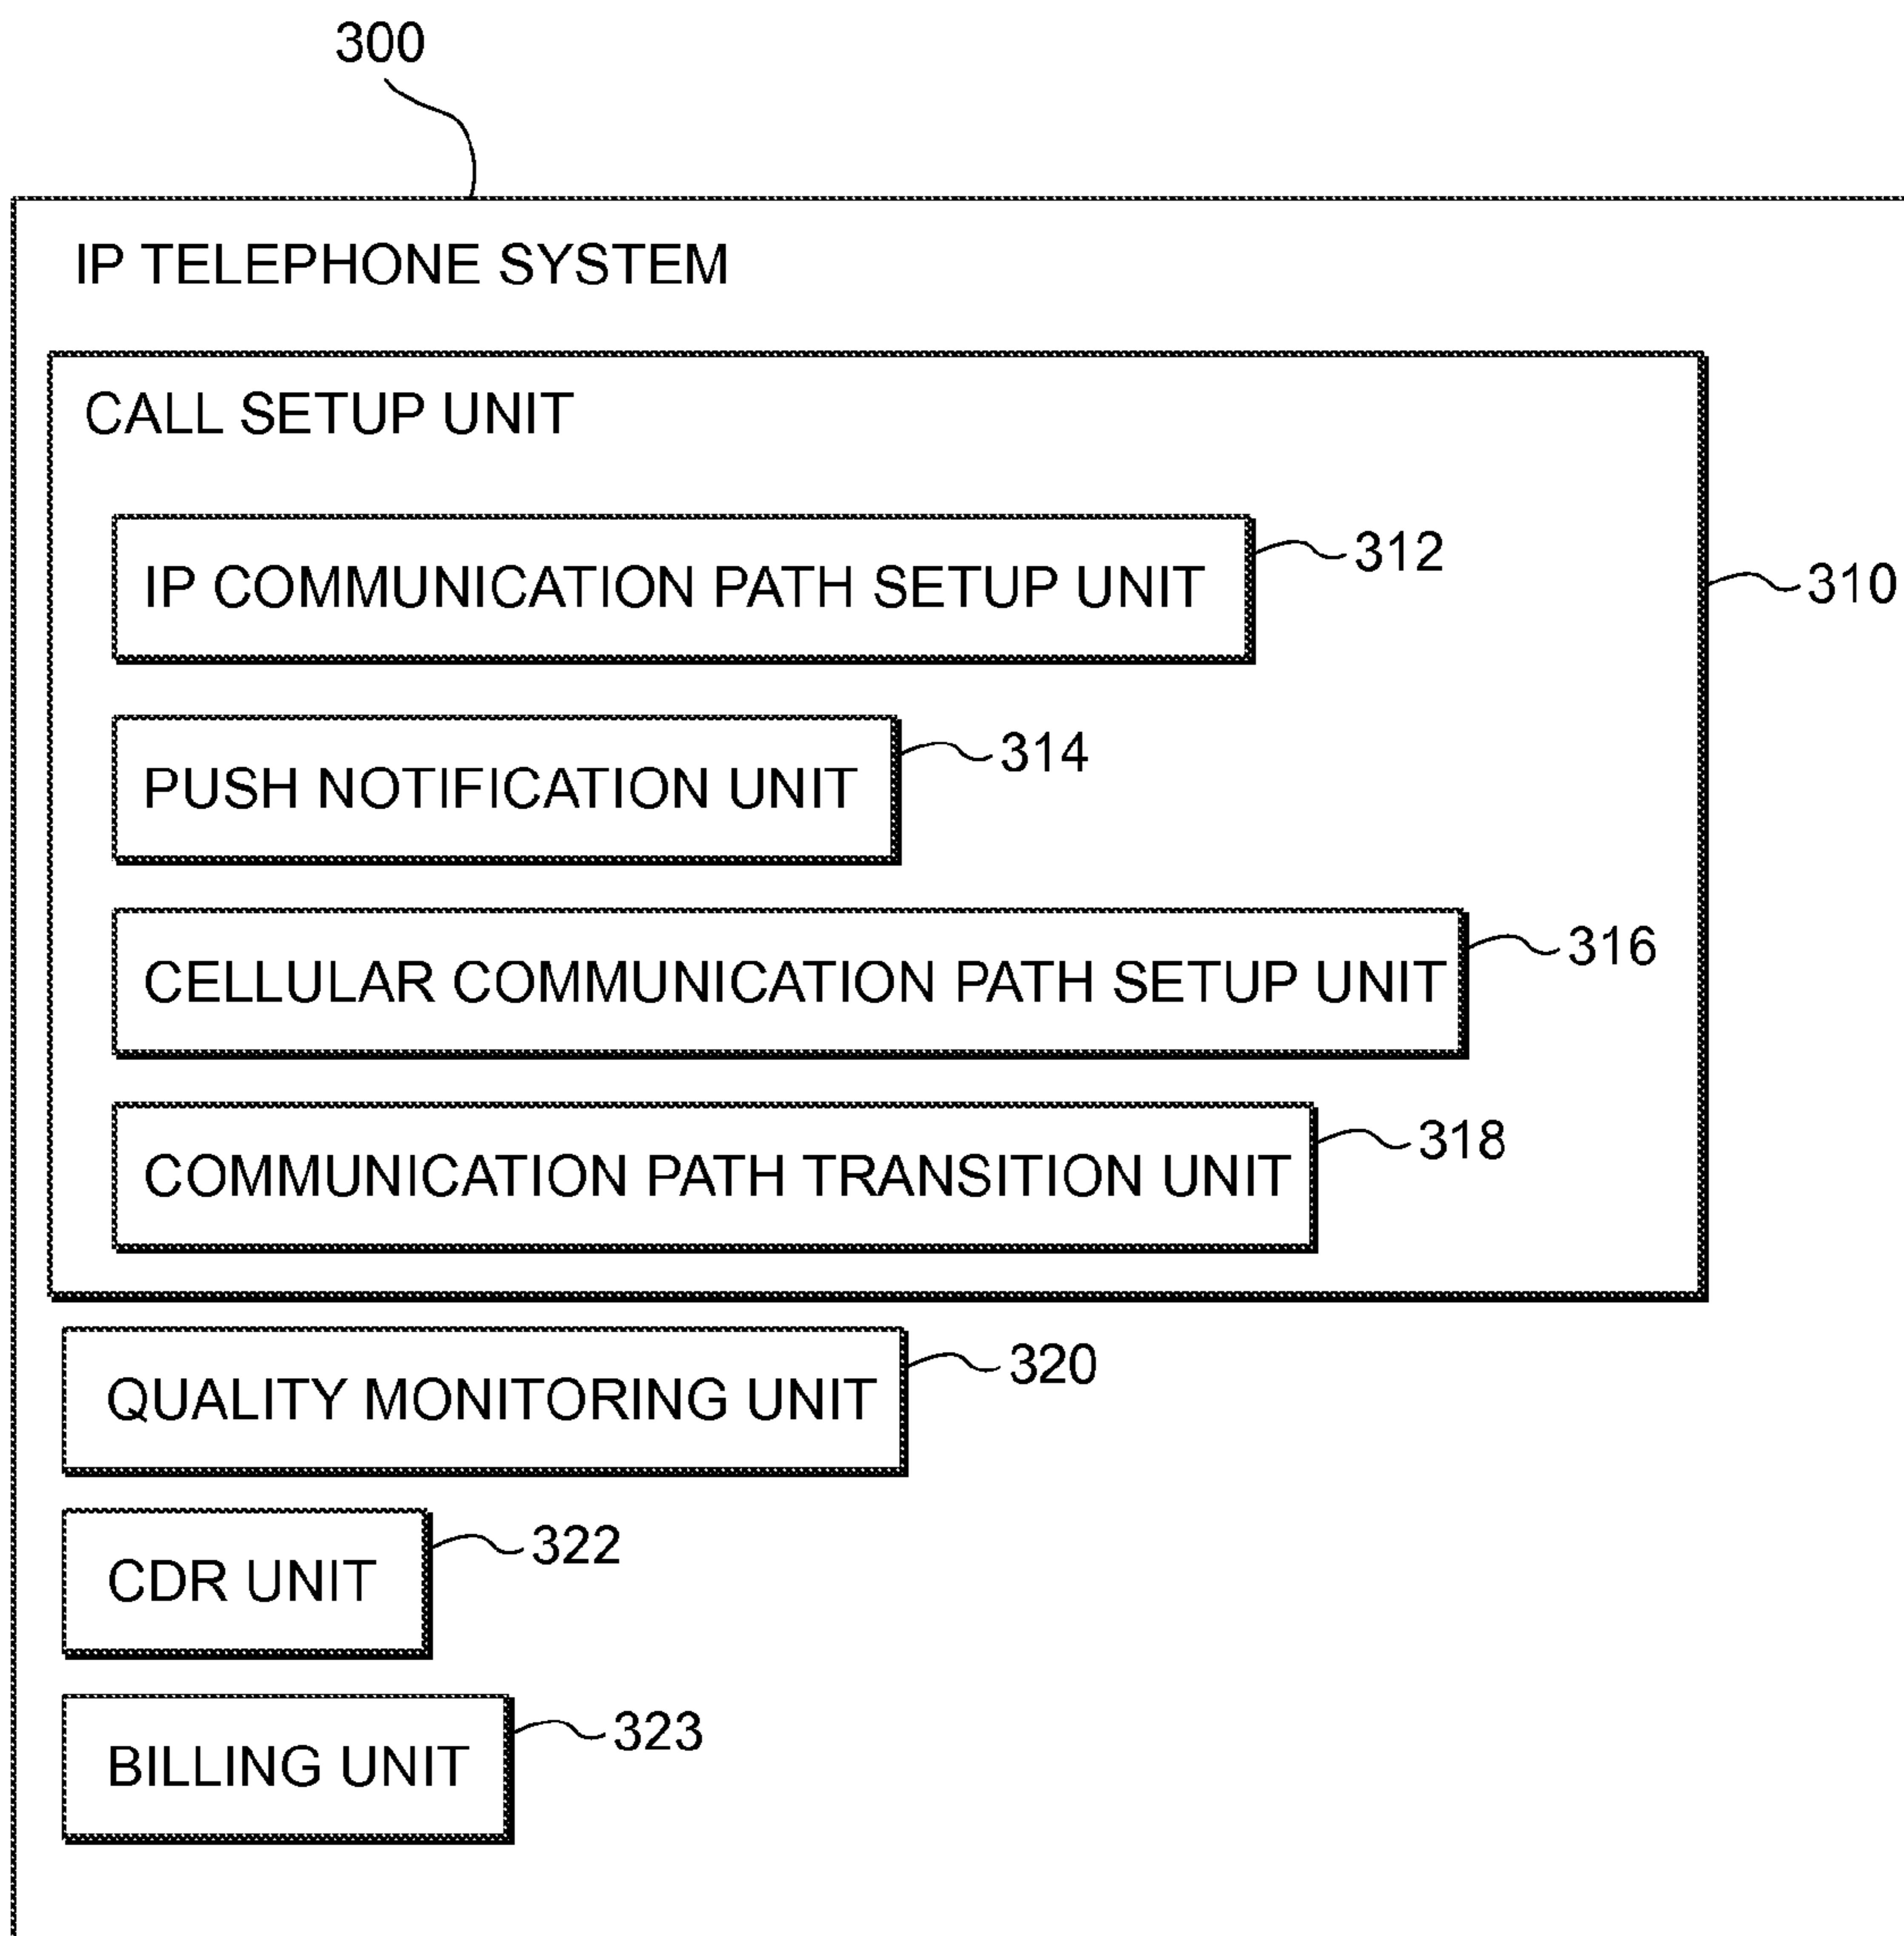 300
IP TELEPHONE SYSTEM
CALL SETUP UNIT
IP COMMUNICATION PATH SETUP UNIT
312
310
PUSH NOTIFICATION UNIT
314
CELLULAR COMMUNICATION PATH SETUP UNIT
316
COMMUNICATION PATH TRANSITION UNIT
318
QUALITY MONITORING UNIT
320
CDR UNIT
322
BILLING UNIT
323